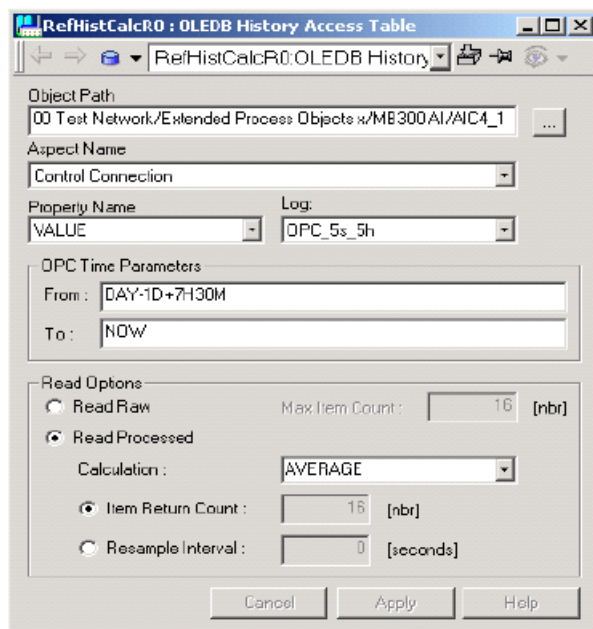 RefHistCalcR0 : OLEDB History Access Table
RefHistCalcR0:OLEDB History
Object Path
00 Test Network/Extended Process Objects x/MB300 AI/AIC4_1
...
Aspect Name
Control Connection
Property Name
Log:
VALUE
OPC_5s_5h
OPC Time Parameters
From : DAY-1D+7H30M
To : NOW
Read Options
Read Raw
Max Item Count : 16 [nbr]
Read Processed
Calculation : AVERAGE
Item Return Count : 16 [nbr]
Resample Interval : 0 [seconds]
Cancel Apply Help